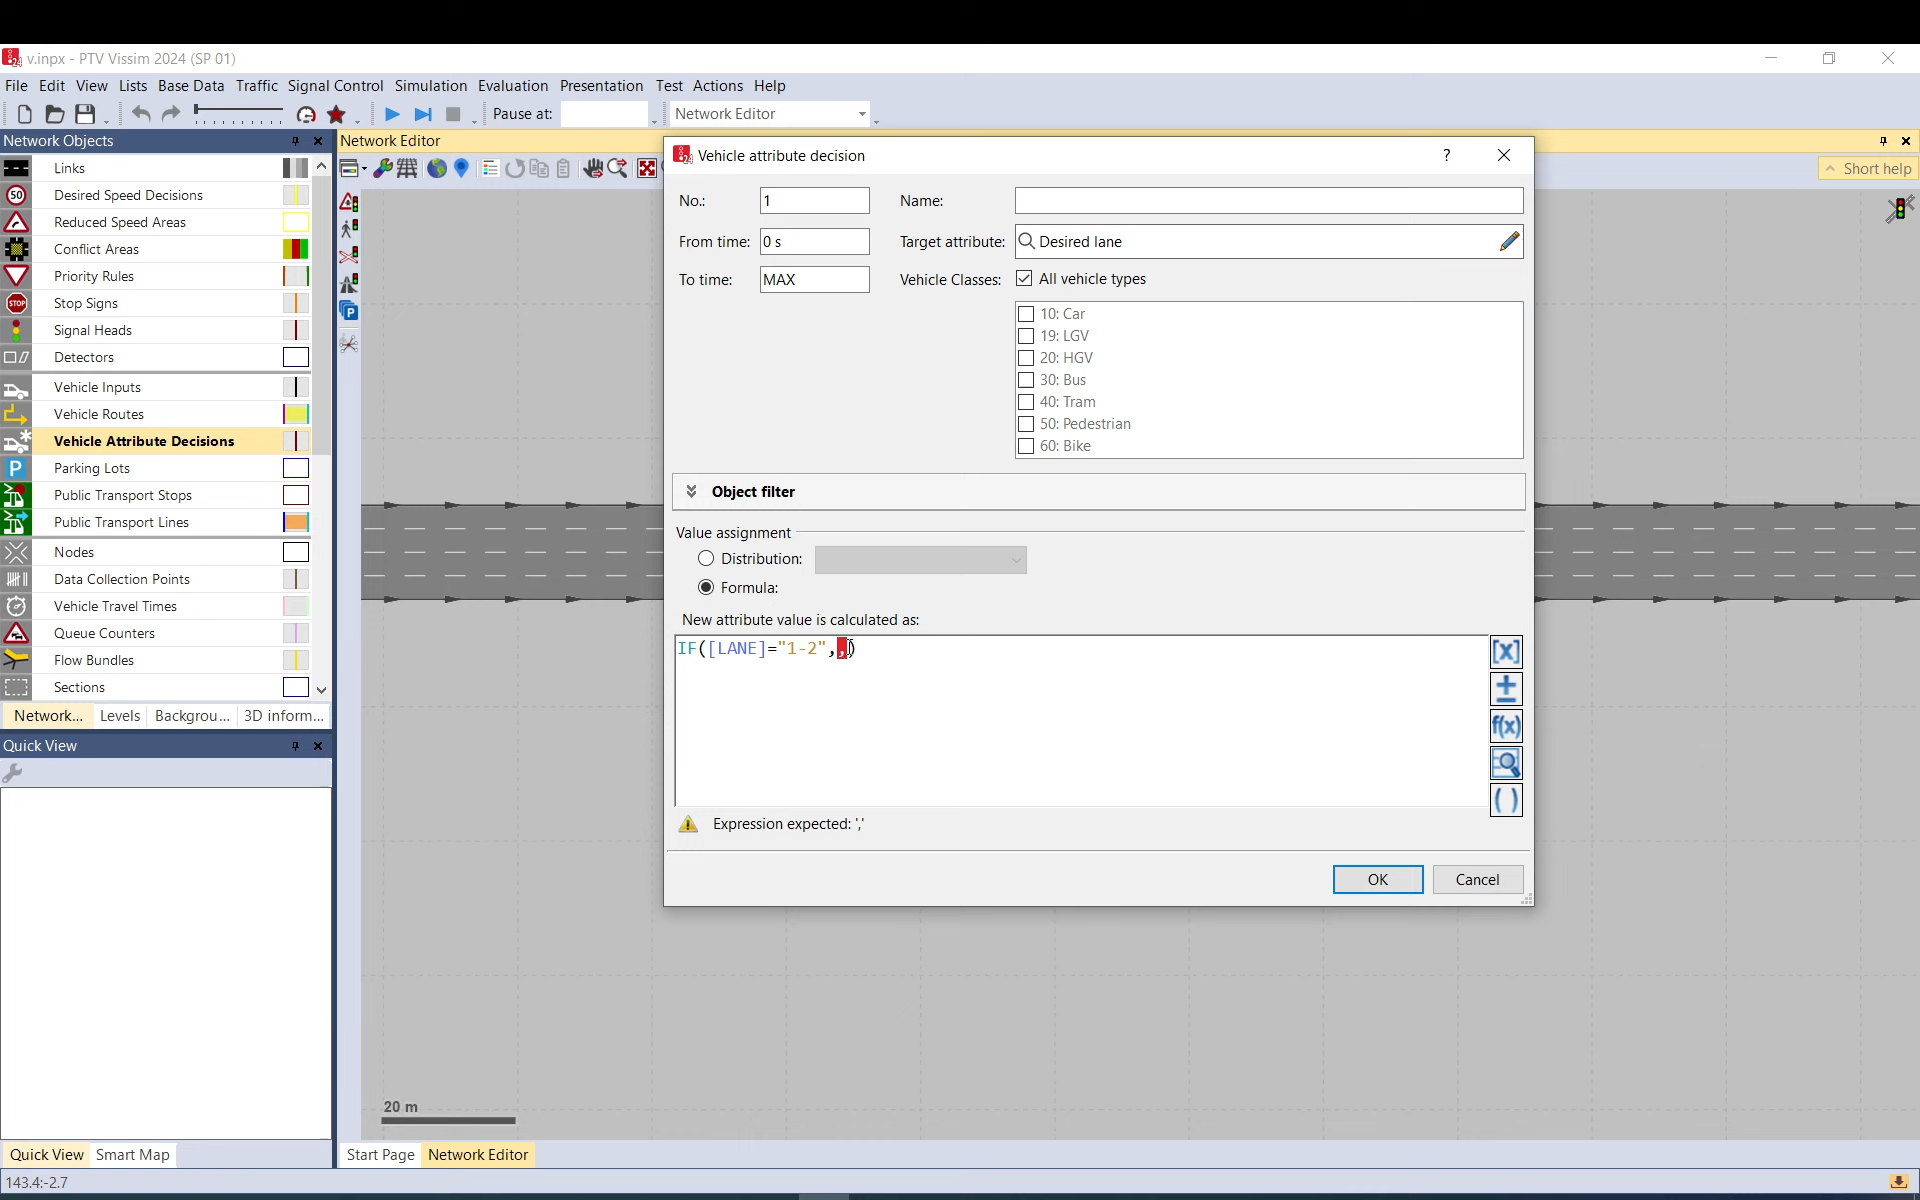 v.inpx - PTV Vissim 2024 (SP 01)
File Edit View Lists Base Data Traffic Signal Control Simulation Evaluation Presentation Test Actions Help
Pause at: Network Editor
Network Objects
Network Editor
Short help
Links
50 Desired Speed Decisions
Reduced Speed Areas
Conflict Areas
Priority Rules
STOP Stop Signs
Signal Heads
Detectors
Vehicle Inputs
Vehicle Routes
Vehicle Attribute Decisions
P Parking Lots
Public Transport Stops
Public Transport Lines
Nodes
Data Collection Points
Vehicle Travel Times
Queue Counters
Flow Bundles
Sections
Network... Levels Backgrou... 3D inform...
Quick View
Quick View Smart Map
143.4:-2.7
P
Vehicle attribute decision ?
No.: 1 Name:
From time: 0 s Target attribute: Desired lane
To time: MAX Vehicle Classes: All vehicle types
10: Car
19: LGV
20: HGV
30: Bus
40: Tram
50: Pedestrian
60: Bike
Object filter
Value assignment
Distribution:
Formula:
New attribute value is calculated as:
IF([LANE]="1-2",,)
[x]
f(x)
( )
Expression expected: ','
OK Cancel
20 m
Start Page Network Editor